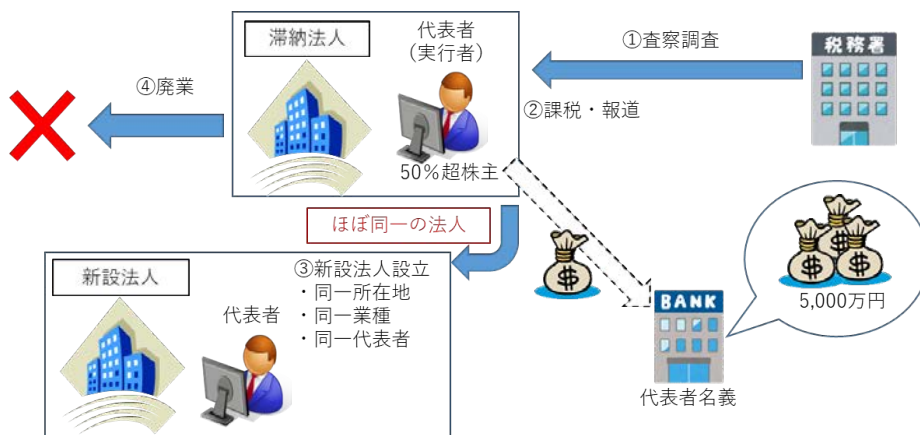 滞納法人
代表者
(実行者)
①査察調査
税務署
④廃業
②課税・報道
50%超株主
ほぼ同一の法人
新設法人
③新設法人設立
・同一所在地
・同一業種
・同一代表者
代表者
$
BANK
代表者名義
$
$
$
5,000万円